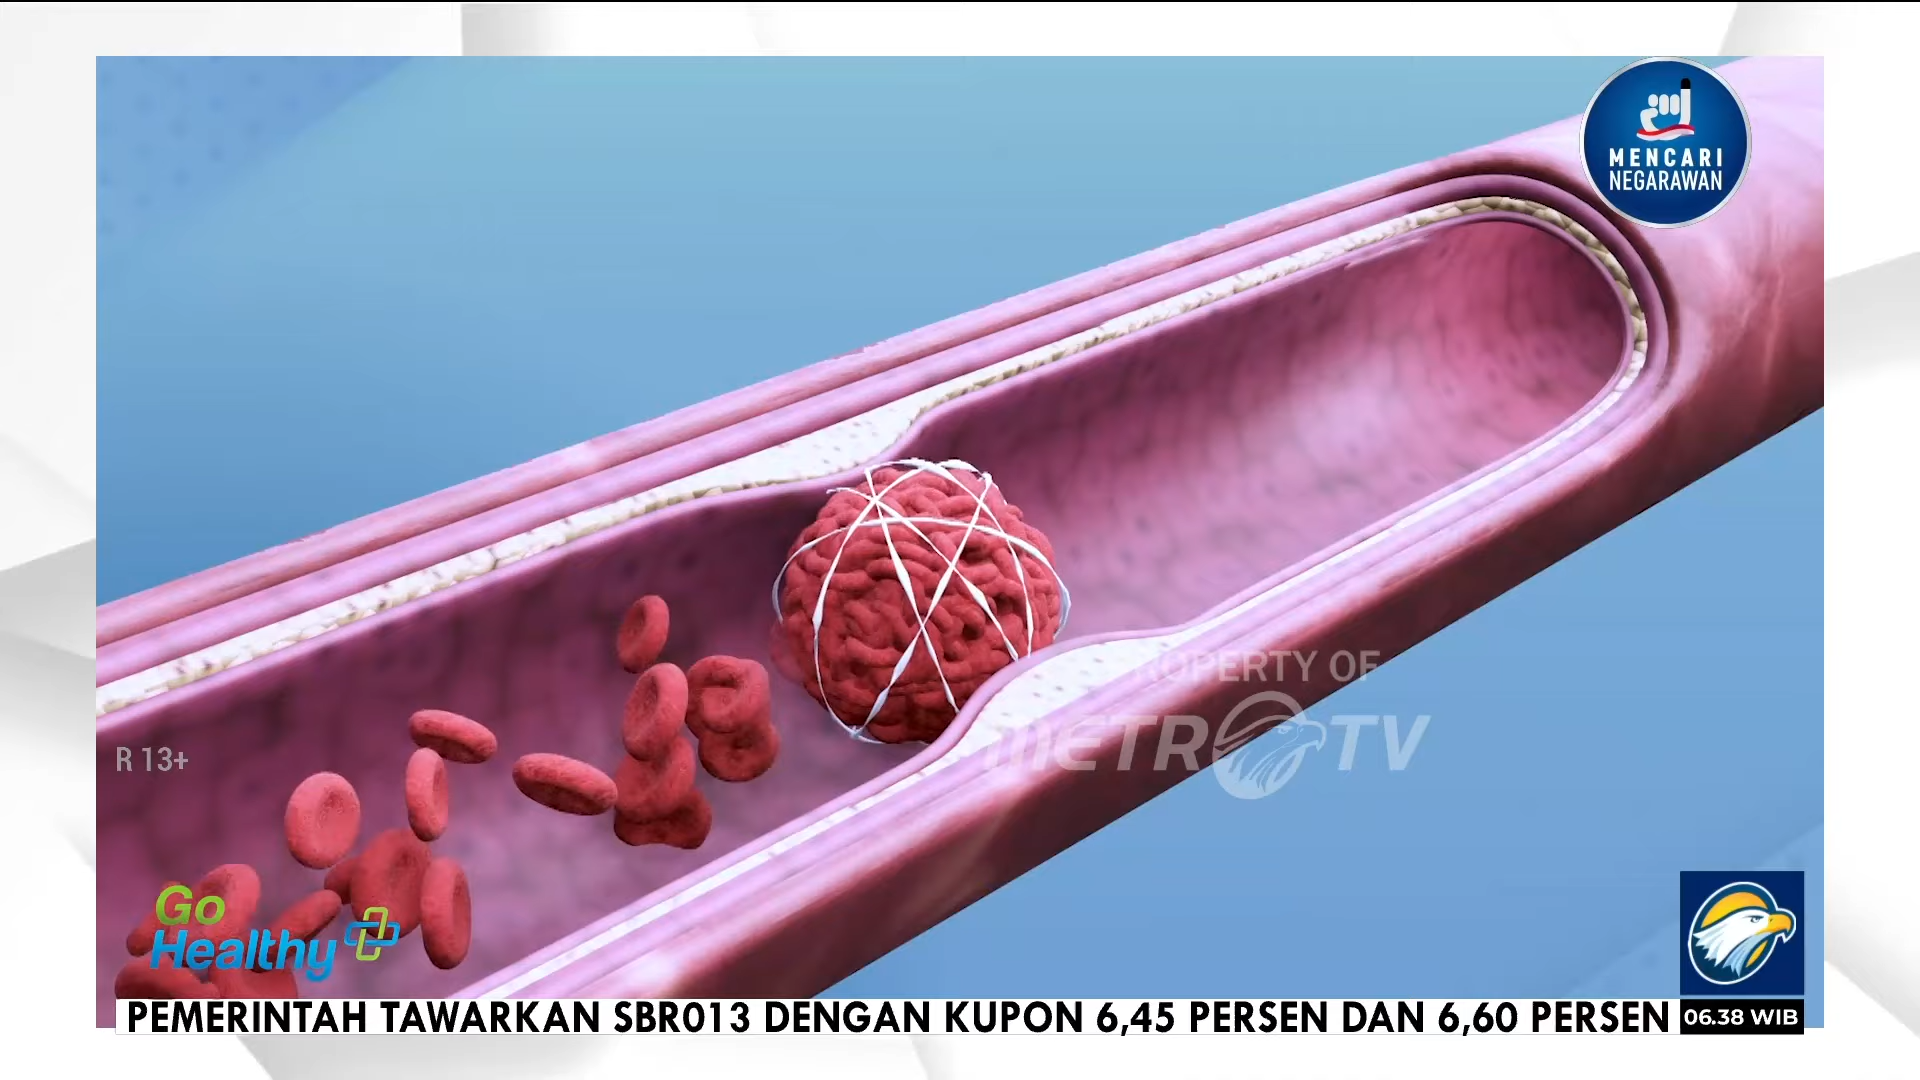 MENCARI
NEGARAWAN
PROPERTY OF
METRO TV
R 13+
Go
Healthy
PEMERINTAH TAWARKAN SBR013 DENGAN KUPON 6,45 PERSEN DAN 6,60 PERSEN
06.38 WIB